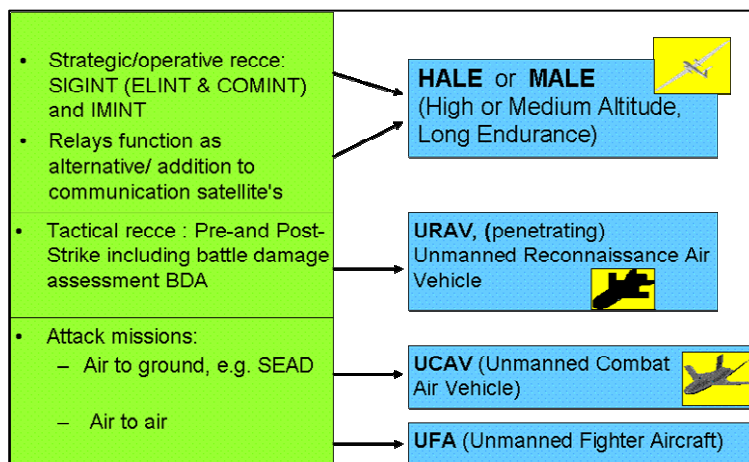 • Strategic/operative recce:
SIGINT (ELINT & COMINT)
and IMINT
• Relays function as
alternative/ addition to
communication satellite's
• Tactical recce : Pre-and Post-
Strike including battle damage
assessment BDA
• Attack missions:
– Air to ground, e.g. SEAD
– Air to air
HALE or MALE
(High or Medium Altitude,
Long Endurance)
URAV, (penetrating)
Unmanned Reconnaissance Air
Vehicle
UCAV (Unmanned Combat
Air Vehicle)
UFA (Unmanned Fighter Aircraft)